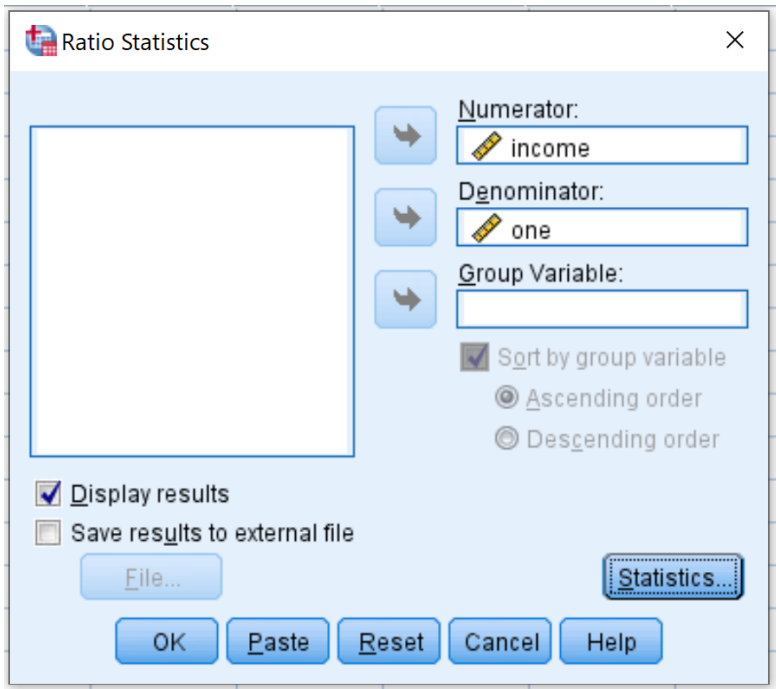 Ratio Statistics
Numerator:
income
Denominator:
one
Group Variable:
Sort by group variable
Ascending order
Descending order
Display results
Save results to external file
File...
Statistics...
OK Paste Reset Cancel Help